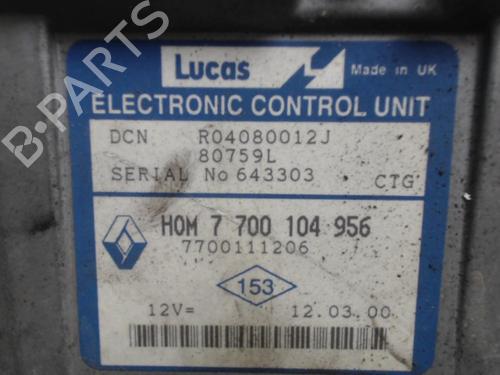 Lucas
Made in UK
ELECTRONIC CONTROL UNIT
DCN R04080012J
80759L
SERIAL No 643303 CTG
HOM 7 700 104 956
7700111206
153
12V= 12.03.00
B-PARTS